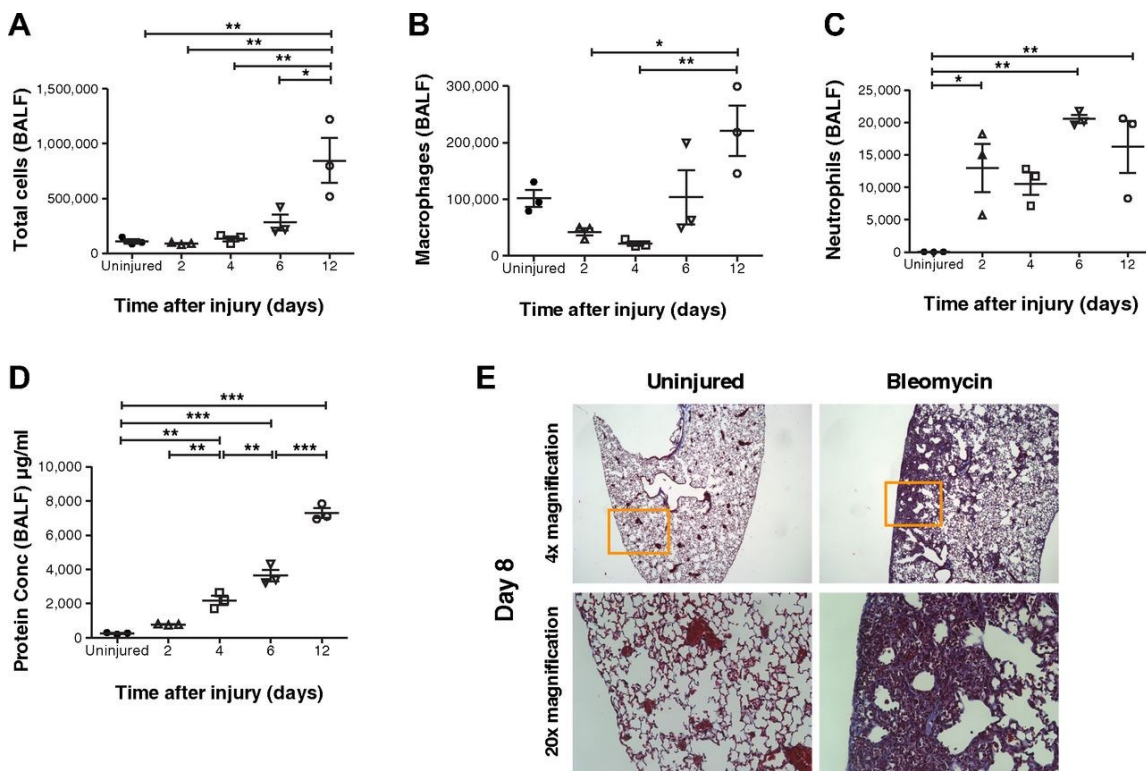 A
**
**
**
*
Total cells (BALF)
1,500,000
1,000,000
500,000
0
Uninjured 2 4 6 12
Time after injury (days)
B
*
**
Macrophages (BALF)
300,000
200,000
100,000
0
Uninjured 2 4 6 12
Time after injury (days)
C
**
**
*
Neutrophils (BALF)
25,000
20,000
15,000
10,000
5,000
0
Uninjured 2 4 6 12
Time after injury (days)
D
***
***
**
** ** ***
Protein Conc (BALF) µg/ml
10,000
8,000
6,000
4,000
2,000
0
Uninjured 2 4 6 12
Time after injury (days)
E
Uninjured Bleomycin
Day 8
4x magnification
20x magnification